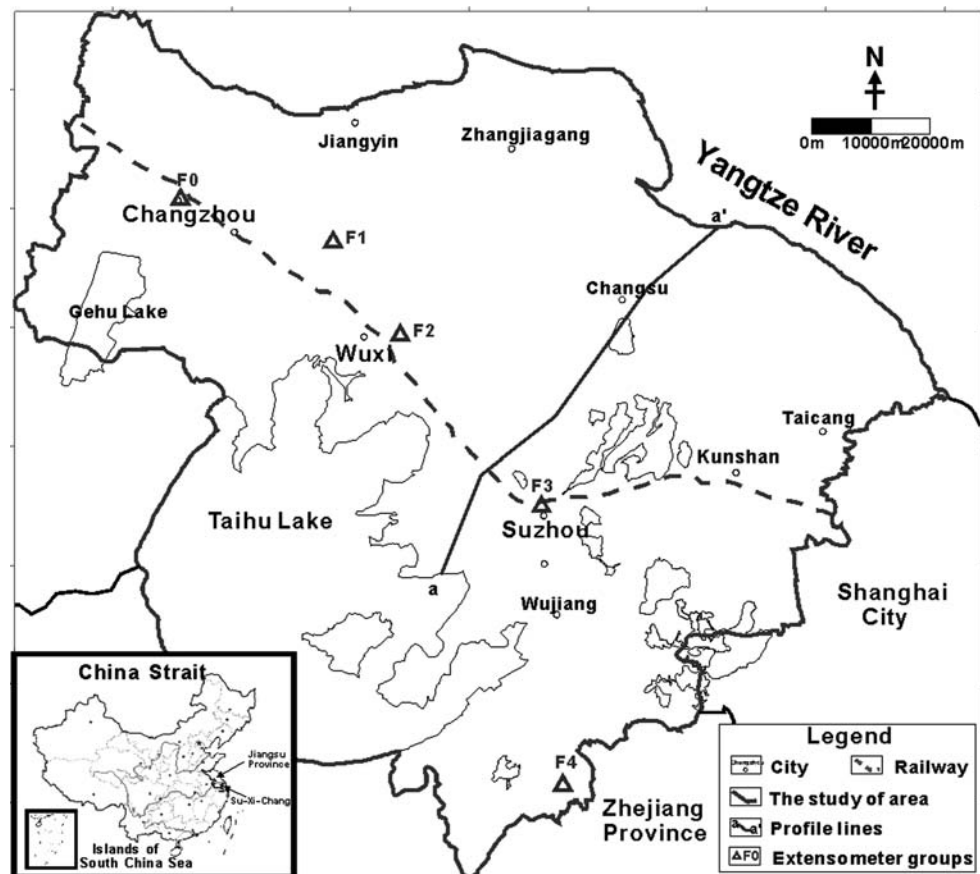 N
0m 10000m 20000m
Jiangyin
Zhangjiagang
Yangtze River
F0
Changzhou
F1
a'
Gehu Lake
Changsu
F2
Wuxi
Taicang
Kunshan
F3
Taihu Lake
Suzhou
a
Wujiang
Shanghai
City
China Strait
Jiangsu
Province
Su-Xi-Chang
Islands of
South China Sea
F4
Zhejiang
Province
Legend
City
Railway
The study of area
a a'
Profile lines
F0 Extensometer groups